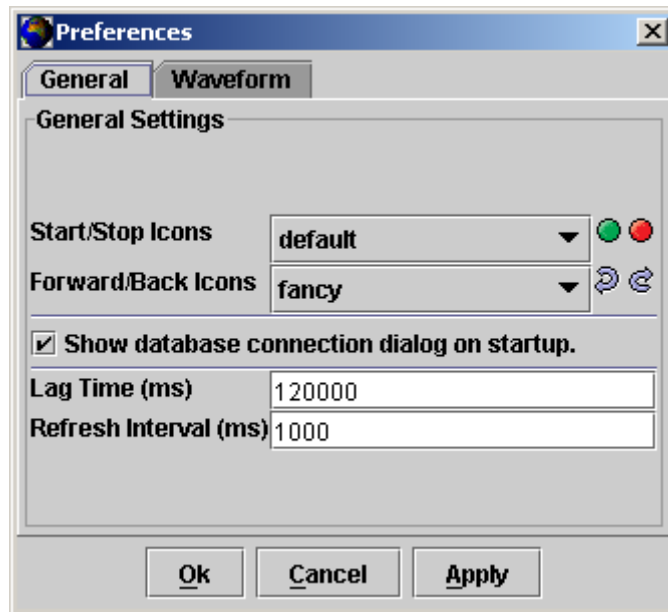 Preferences
General Waveform
General Settings
Start/Stop Icons default
Forward/Back Icons fancy
Show database connection dialog on startup.
Lag Time (ms) 120000
Refresh Interval (ms) 1000
Ok Cancel Apply